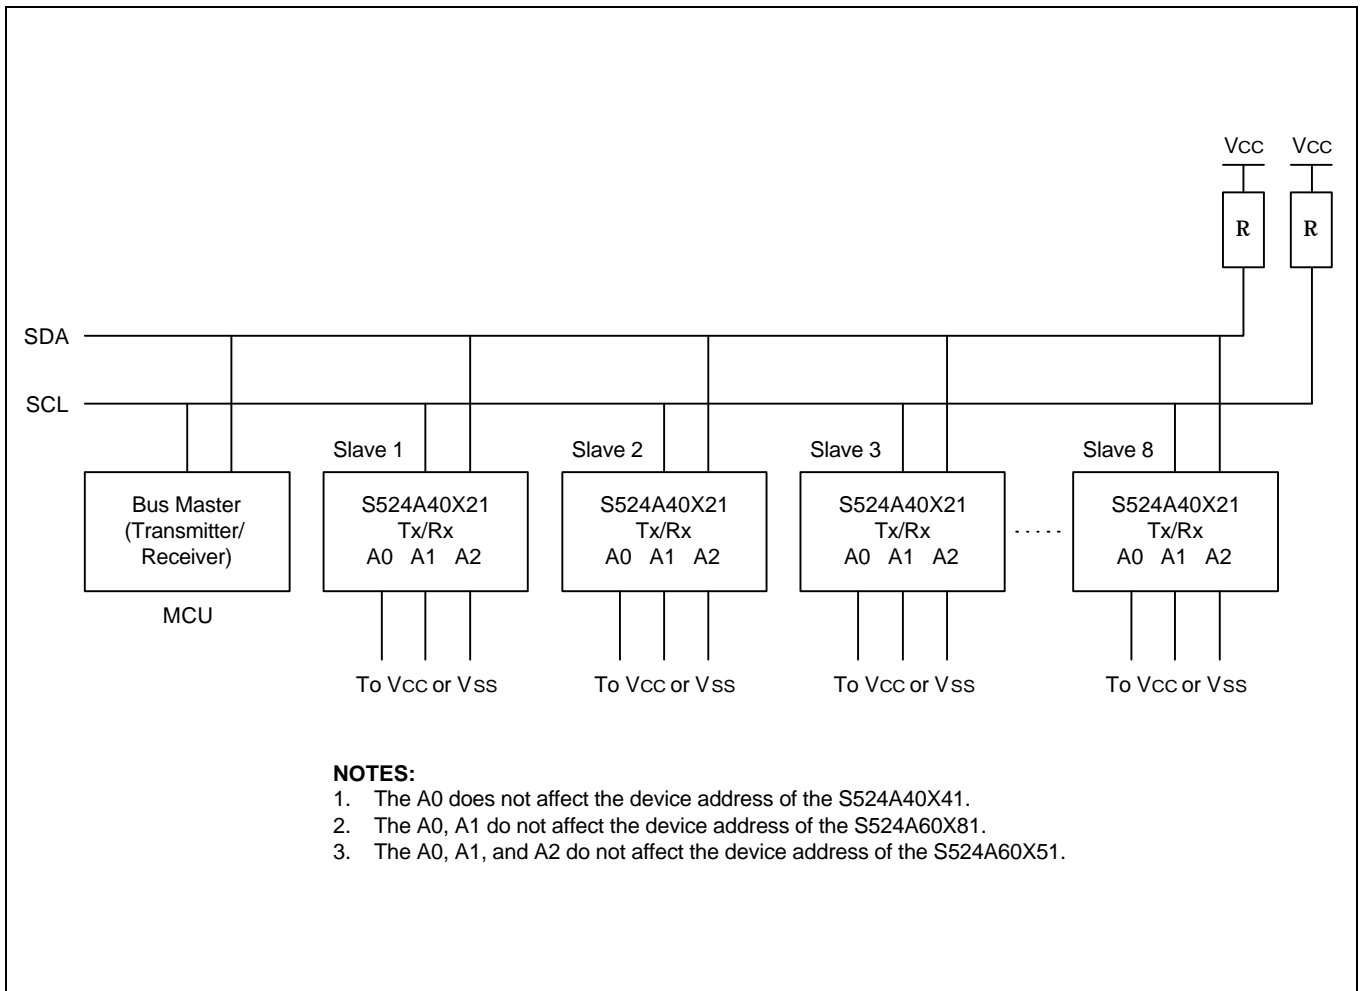 VCC VCC
R R
SDA
SCL
Slave 1 Slave 2 Slave 3 Slave 8
Bus Master S524A40X21 S524A40X21 S524A40X21 S524A40X21
(Transmitter/ Tx/Rx Tx/Rx Tx/Rx ..... Tx/Rx
Receiver) A0 A1 A2 A0 A1 A2 A0 A1 A2 A0 A1 A2
MCU
To VCC or VSS To VCC or VSS To VCC or VSS To VCC or VSS
NOTES:
1. The A0 does not affect the device address of the S524A40X41.
2. The A0, A1 do not affect the device address of the S524A60X81.
3. The A0, A1, and A2 do not affect the device address of the S524A60X51.